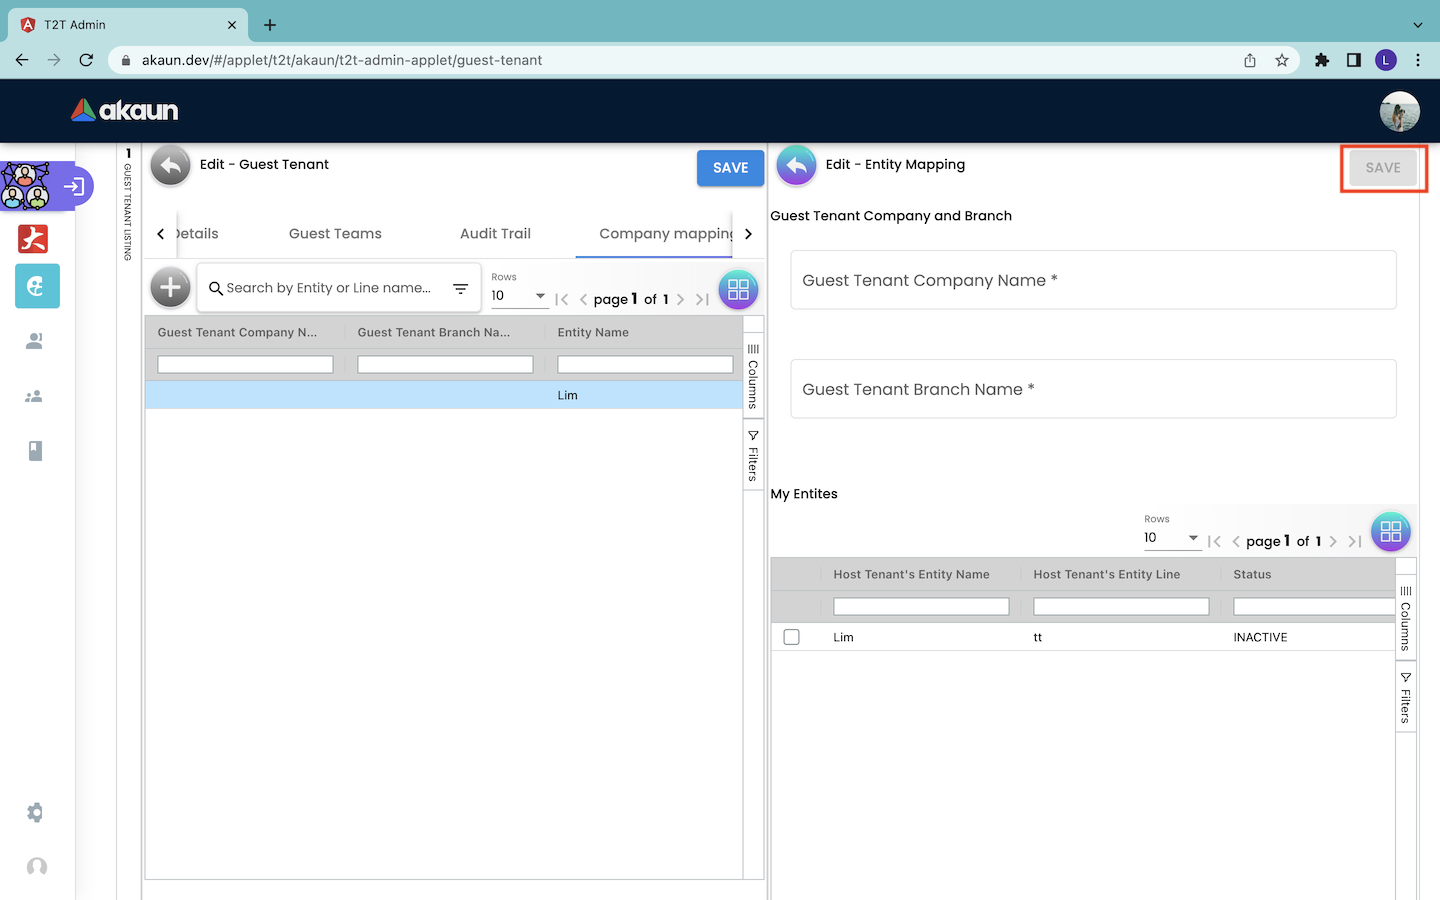 T2T Admin
akaun.dev/#/applet/t2t/akaun/t2t-admin-applet/guest-tenant
L
akaun
1
GUEST TENANT LISTING
Edit - Guest Tenant
SAVE
Details
Guest Teams
Audit Trail
Company mapping
Search by Entity or Line name...
Rows
10
page 1 of 1
Guest Tenant Company N...
Guest Tenant Branch Na...
Entity Name
Lim
Columns
Filters
Edit - Entity Mapping
SAVE
Guest Tenant Company and Branch
Guest Tenant Company Name *
Guest Tenant Branch Name *
My Entites
Rows
10
page 1 of 1
Host Tenant's Entity Name
Host Tenant's Entity Line
Status
Lim
tt
INACTIVE
Columns
Filters